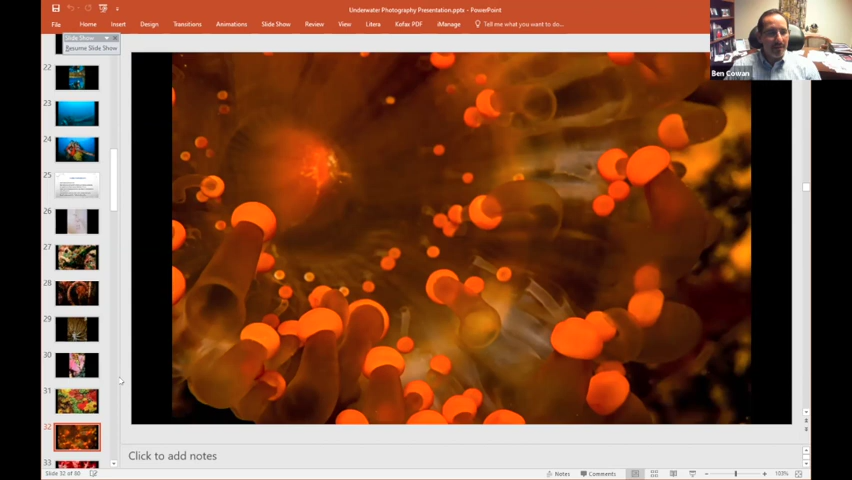 Underwater Photography Presentation.pptx - PowerPoint
File Home Insert Design Transitions Animations Slide Show Review View Litera Kofax PDF iManage Tell me what you want to do...
Slide Show
Resume Slide Show
Ben Cowan
22
23
24
25
26
27
28
29
30
31
32
33
Click to add notes
Slide 32 of 80
Notes Comments
103%